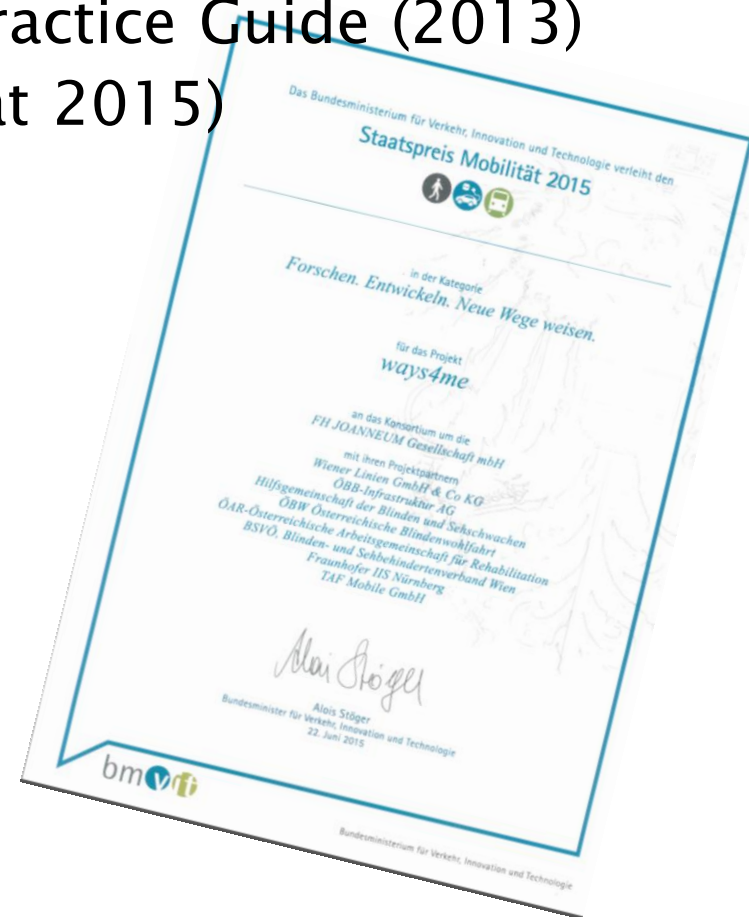 ractice Guide (2013)
at 2015)
Das Bundesministerium für Verkehr, Innovation und Technologie verleiht den
Staatspreis Mobilität 2015
in der Kategorie
Forschen. Entwickeln. Neue Wege weisen.
für das Projekt
ways4me
an das Konsortium um die
FH JOANNEUM Gesellschaft mbH
mit ihren Projektpartnern
Wiener Linien GmbH & Co KG
ÖBB-Infrastruktur AG
Hilfsgemeinschaft der Blinden und Sehschwachen
ÖBW Österreichische Blindenwohlfahrt
ÖAR-Österreichische Arbeitsgemeinschaft für Rehabilitation
BSVÖ. Blinden- und Sehbehindertenverband Wien
Fraunhofer IIS Nürnberg
TAF Mobile GmbH
Alois Stöger
Alois Stöger
Bundesminister für Verkehr, Innovation und Technologie
22. Juni 2015
bmvit
Bundesministerium für Verkehr, Innovation und Technologie